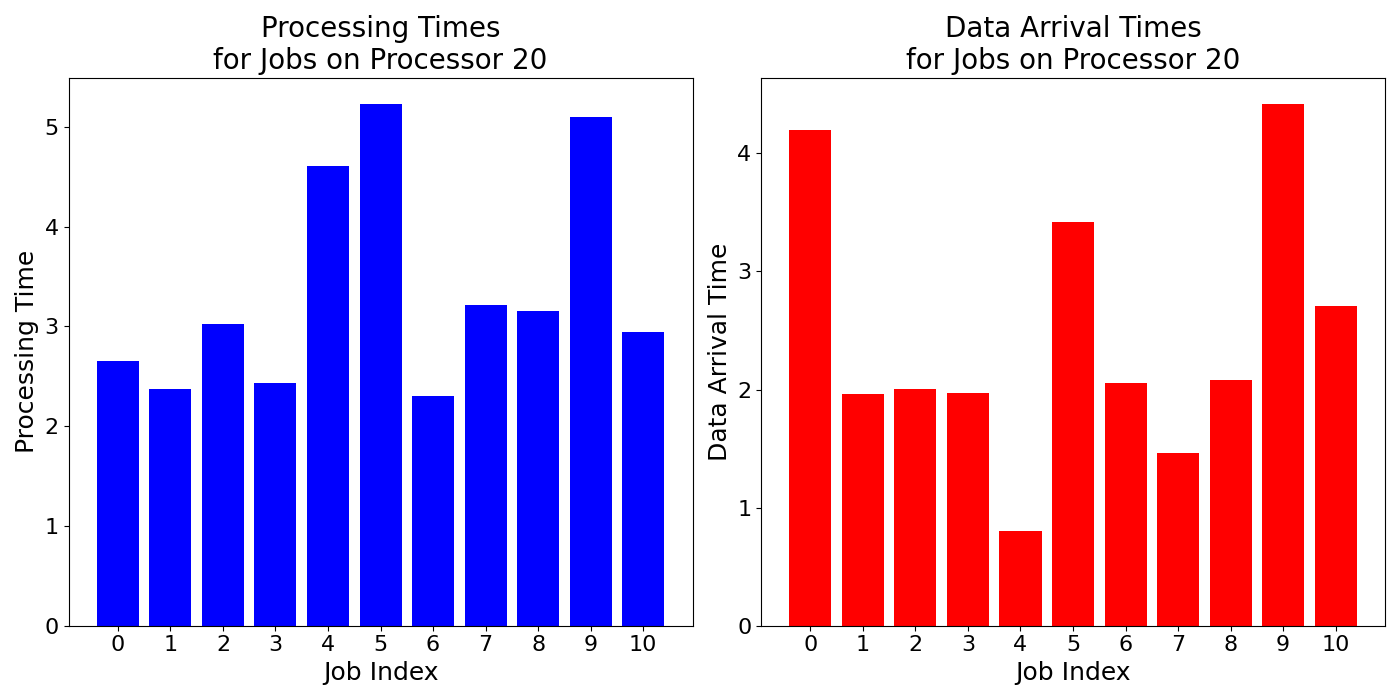 Processing Times
for Jobs on Processor 20
Processing Time
5
4
3
2
1
0
0 1 2 3 4 5 6 7 8 9 10
Job Index
Data Arrival Times
for Jobs on Processor 20
Data Arrival Time
4
3
2
1
0
0 1 2 3 4 5 6 7 8 9 10
Job Index